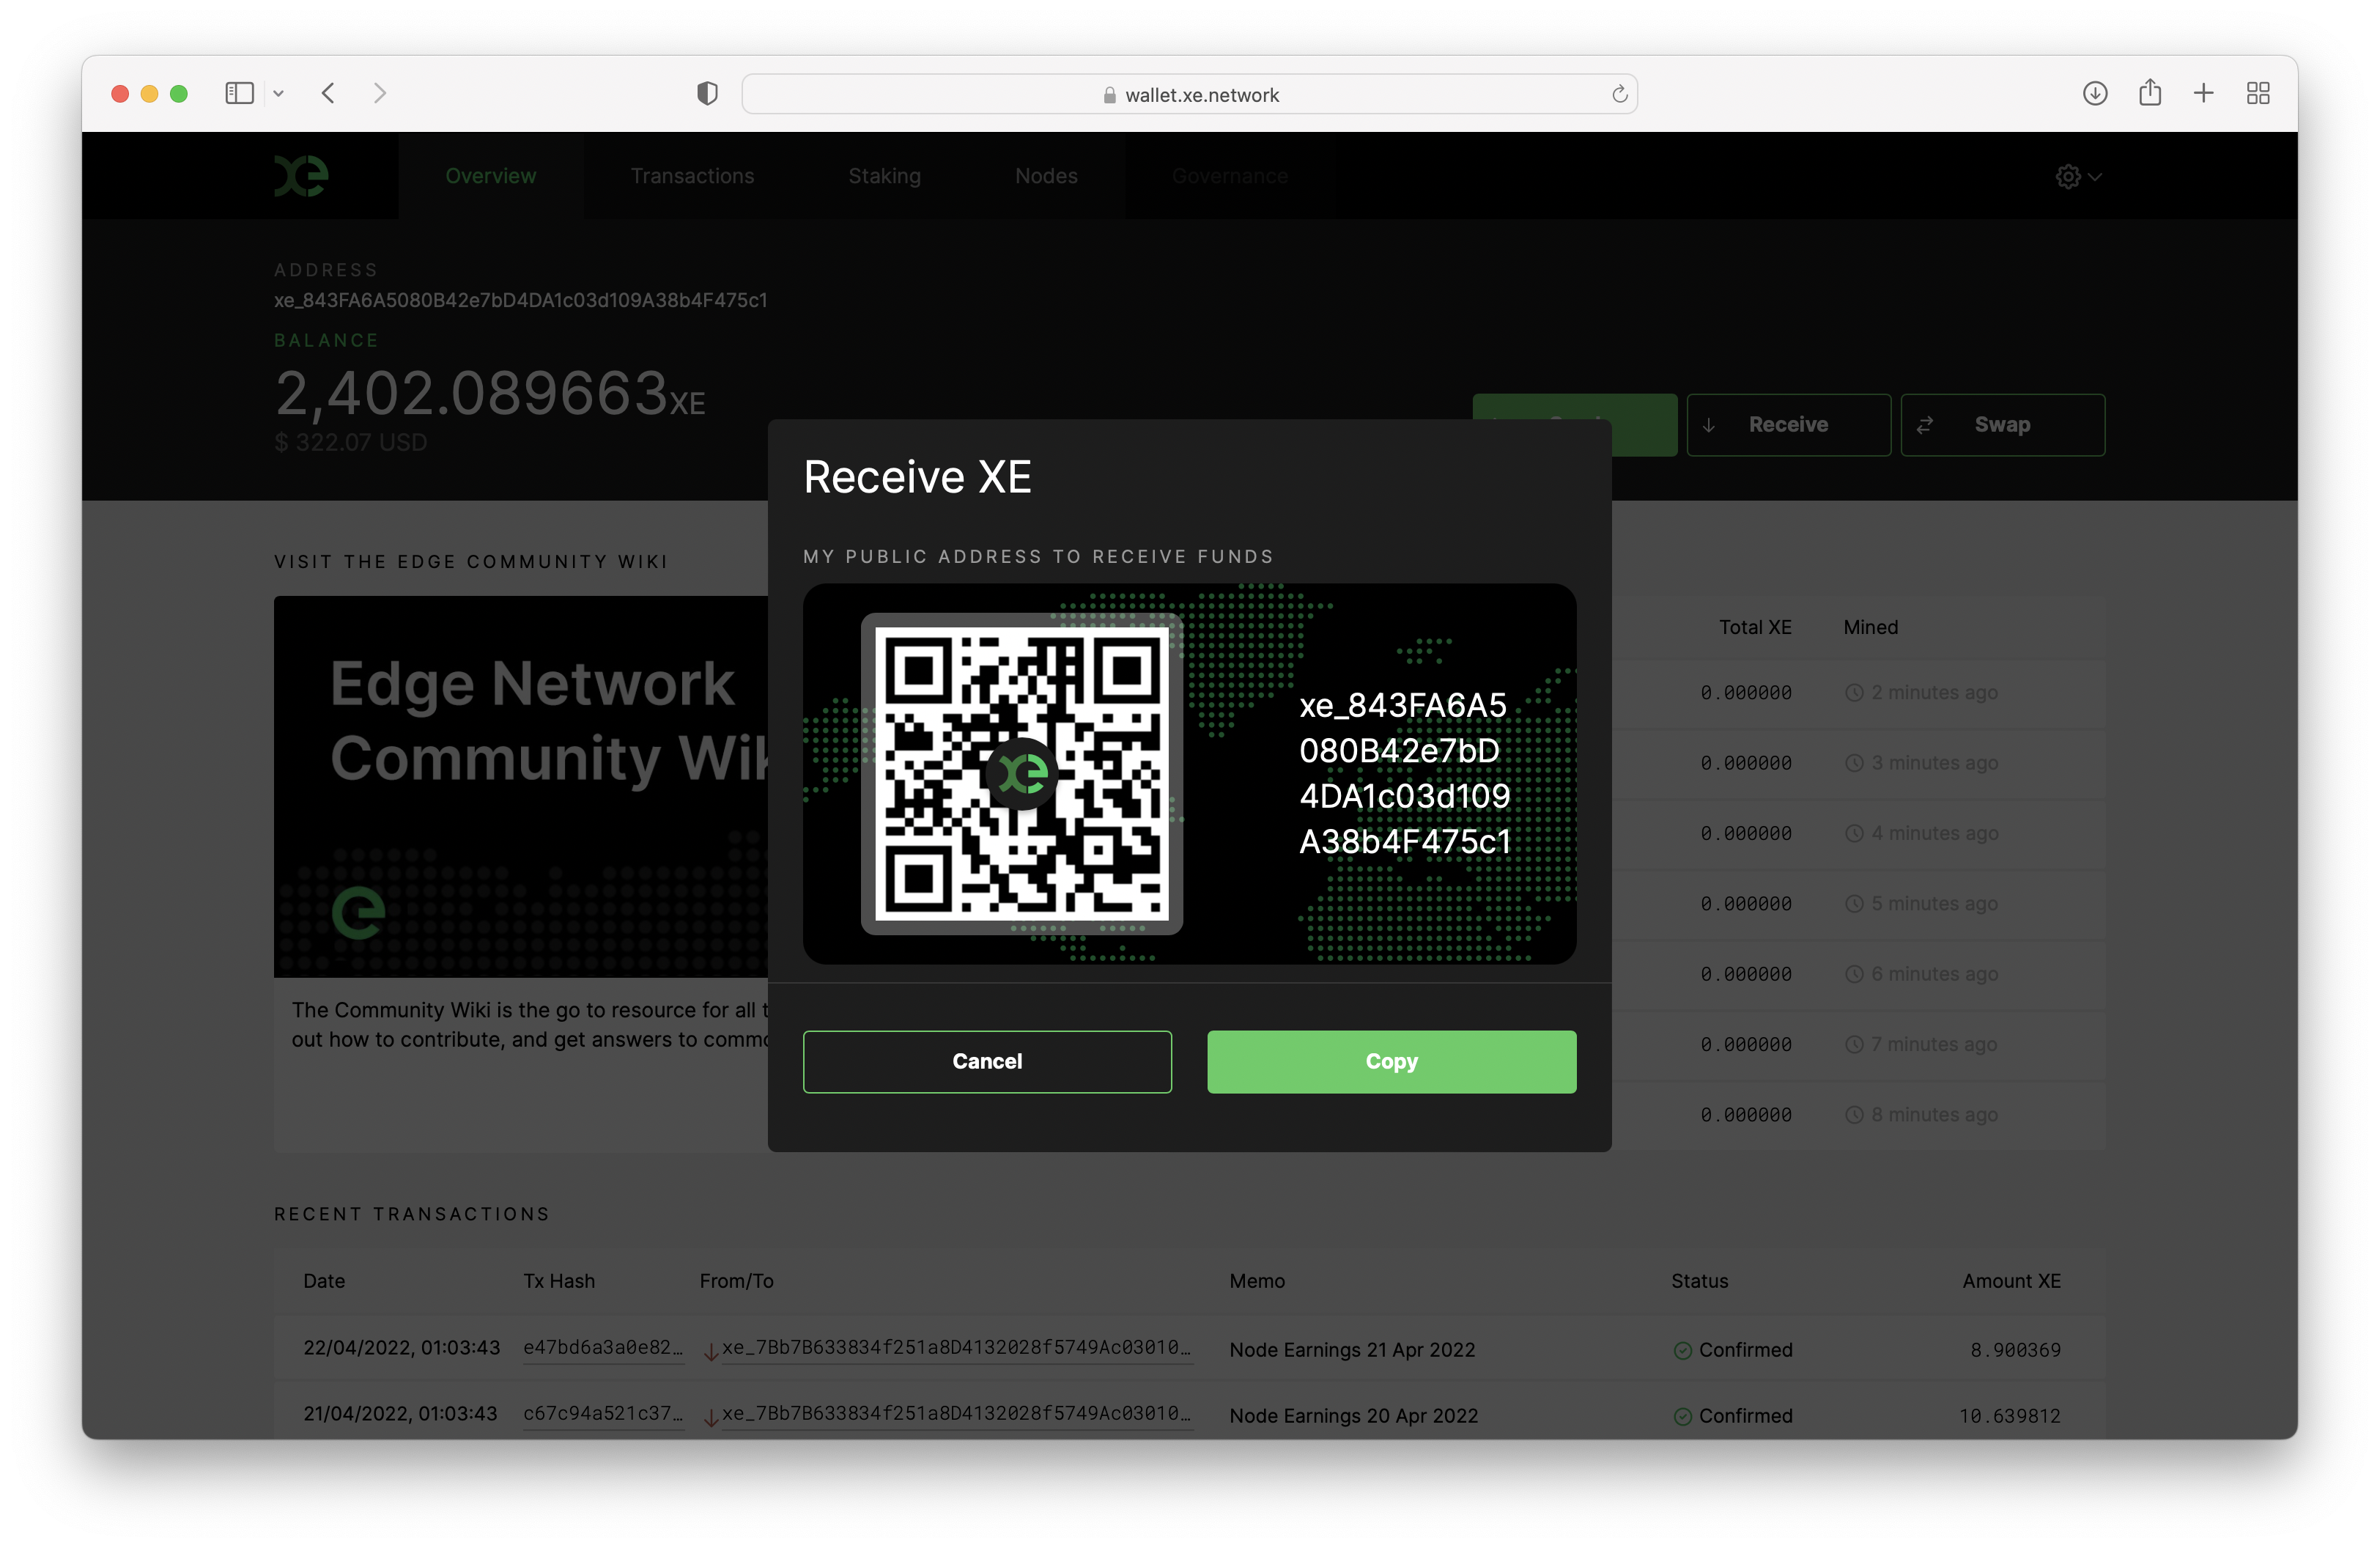 wallet.xe.network
xe
Overview
Transactions
Staking
Nodes
Governance
ADDRESS
xe_843FA6A5080B42e7bD4DA1c03d109A38b4F475c1
BALANCE
2,402.089663XE
$ 322.07 USD
Receive
Swap
Receive XE
MY PUBLIC ADDRESS TO RECEIVE FUNDS
xe
xe_843FA6A5
080B42e7bD
4DA1c03d109
A38b4F475c1
Cancel
Copy
VISIT THE EDGE COMMUNITY WIKI
Edge Network
Community
e
The Community Wiki is the go to resource for all
out how to contribute, and get answers to
Total XE Mined
0.000000 2 minutes ago
0.000000 3 minutes ago
0.000000 4 minutes ago
0.000000 5 minutes ago
0.000000 6 minutes ago
0.000000 7 minutes ago
0.000000 8 minutes ago
RECENT TRANSACTIONS
Date Tx Hash From/To Memo Status Amount XE
22/04/2022, 01:03:43 e47bd6a3a0e82… xe_7Bb7B633834f251a8D4132028f5749Ac03010… Node Earnings 21 Apr 2022 Confirmed 8.900369
21/04/2022, 01:03:43 c67c94a521c37… xe_7Bb7B633834f251a8D4132028f5749Ac03010… Node Earnings 20 Apr 2022 Confirmed 10.639812